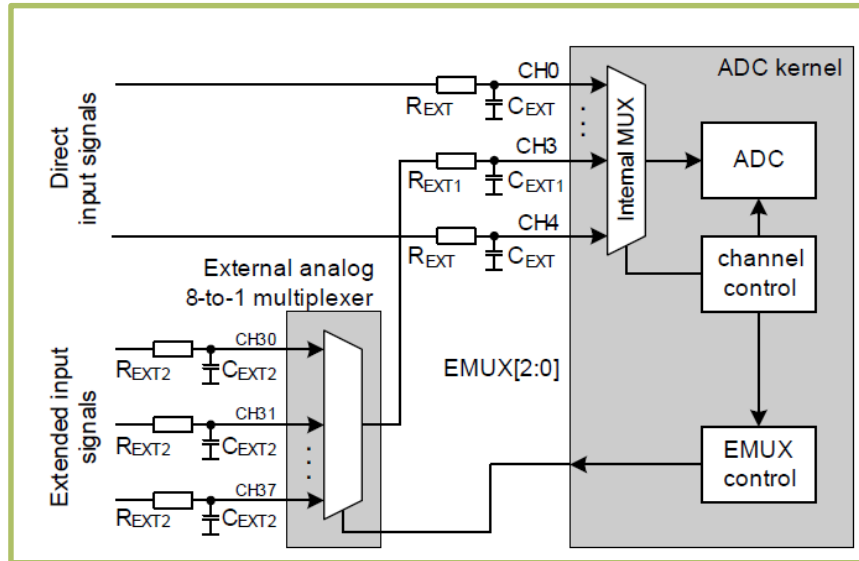 CH0
ADC kernel
REXT
CEXT
Internal MUX
Direct
input signals
CH3
ADC
REXT1
CEXT1
CH4
REXT
CEXT
channel
control
External analog
8-to-1 multiplexer
CH30
REXT2
CEXT2
EMUX[2:0]
Extended input
signals
CH31
REXT2
CEXT2
EMUX
control
CH37
REXT2
CEXT2